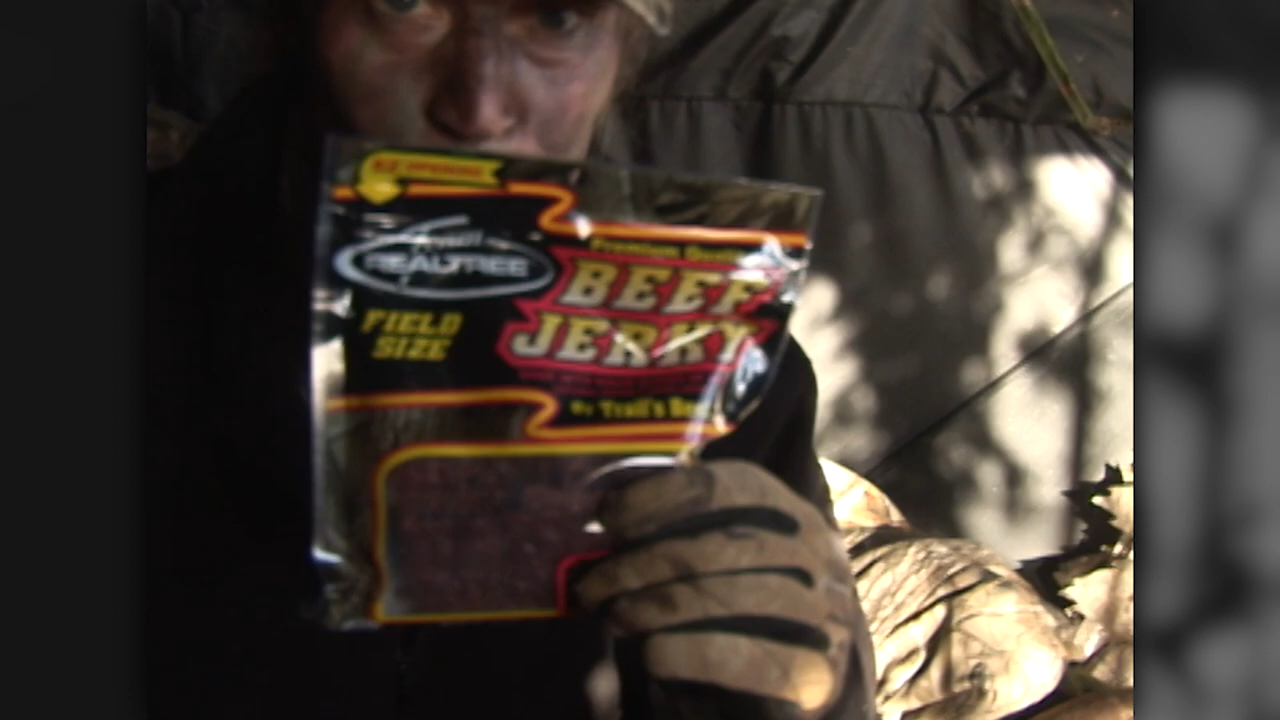 REALTREE
Premium Quality
BEEF
JERKY
FIELD
SIZE
By Trail's Best